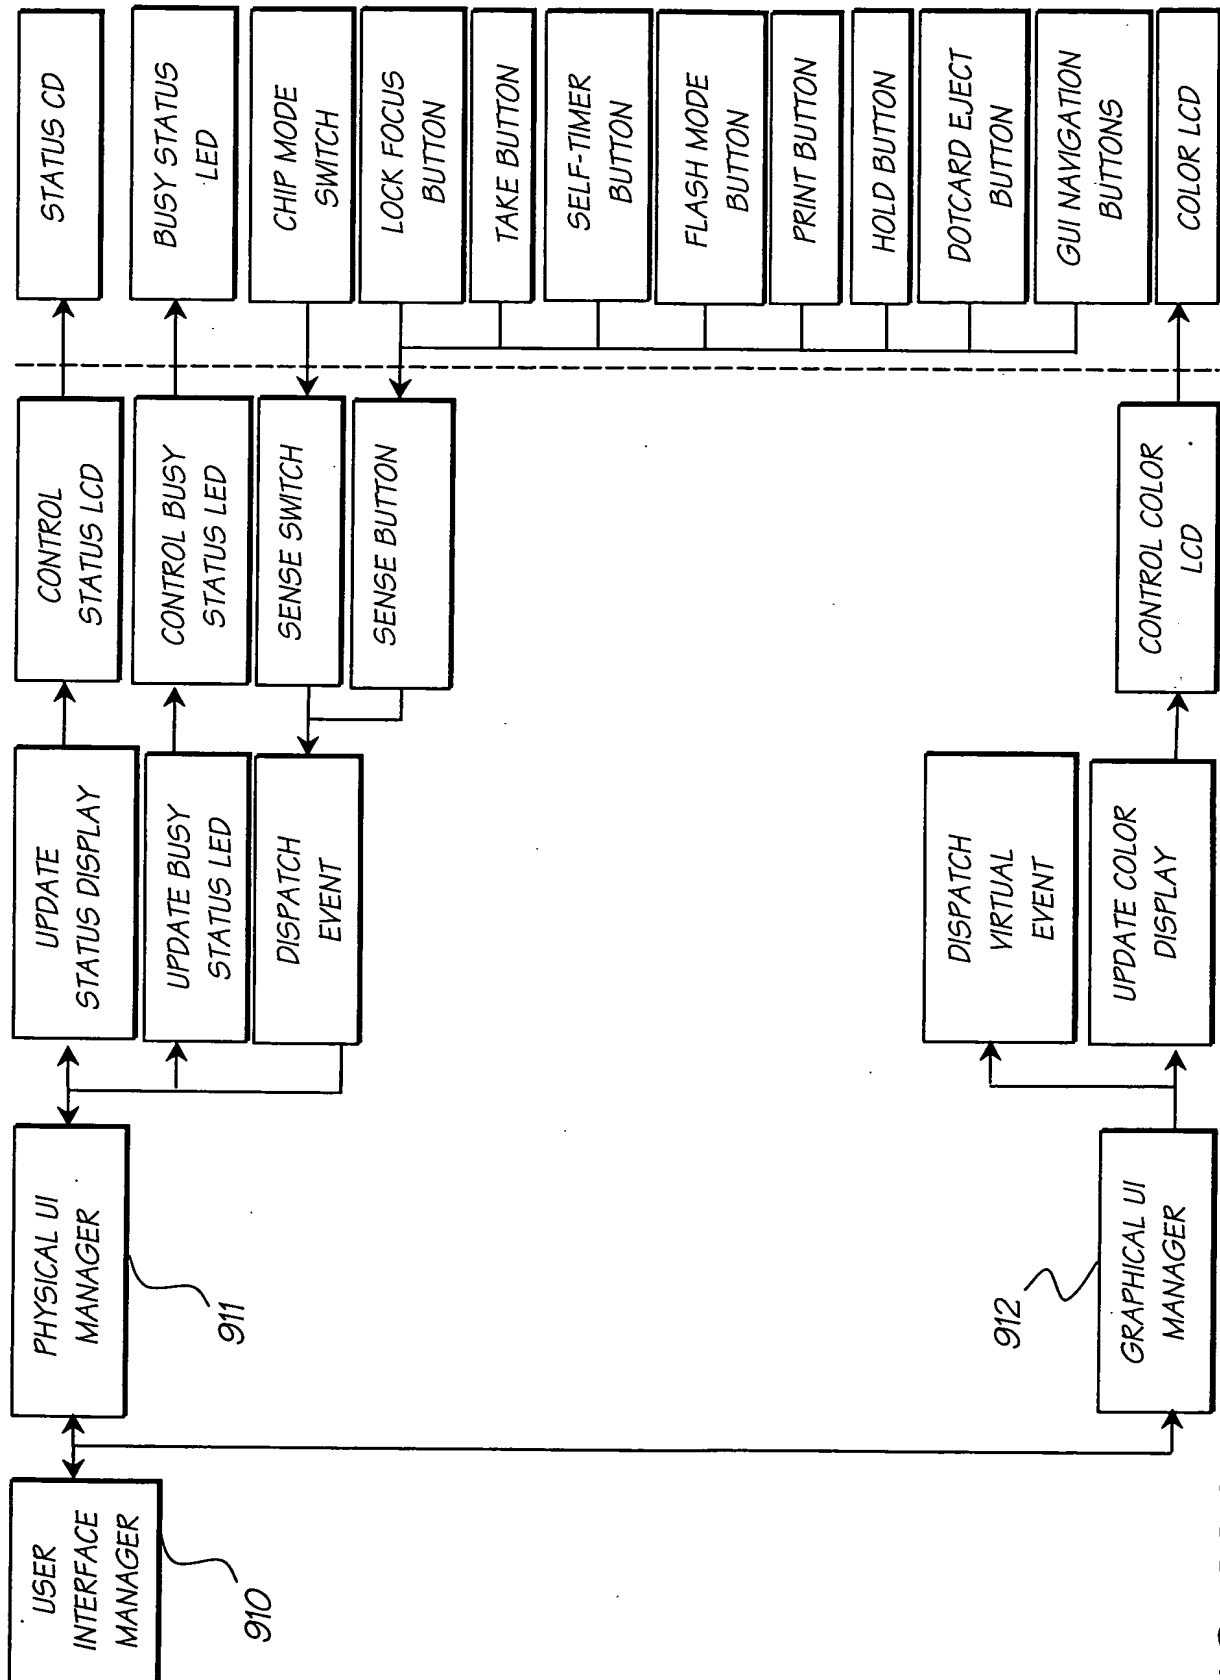 USER
INTERFACE
MANAGER
910
PHYSICAL UI
MANAGER
911
GRAPHICAL UI
MANAGER
912
UPDATE
STATUS DISPLAY
UPDATE BUSY
STATUS LED
DISPATCH
EVENT
DISPATCH
VIRTUAL
EVENT
UPDATE COLOR
DISPLAY
CONTROL
STATUS LCD
CONTROL BUSY
STATUS LED
SENSE SWITCH
SENSE BUTTON
CONTROL COLOR
LCD
STATUS CD
BUSY STATUS
LED
CHIP MODE
SWITCH
LOCK FOCUS
BUTTON
TAKE BUTTON
SELF-TIMER
BUTTON
FLASH MODE
BUTTON
PRINT BUTTON
HOLD BUTTON
DOTCARD EJECT
BUTTON
GUI NAVIGATION
BUTTONS
COLOR LCD